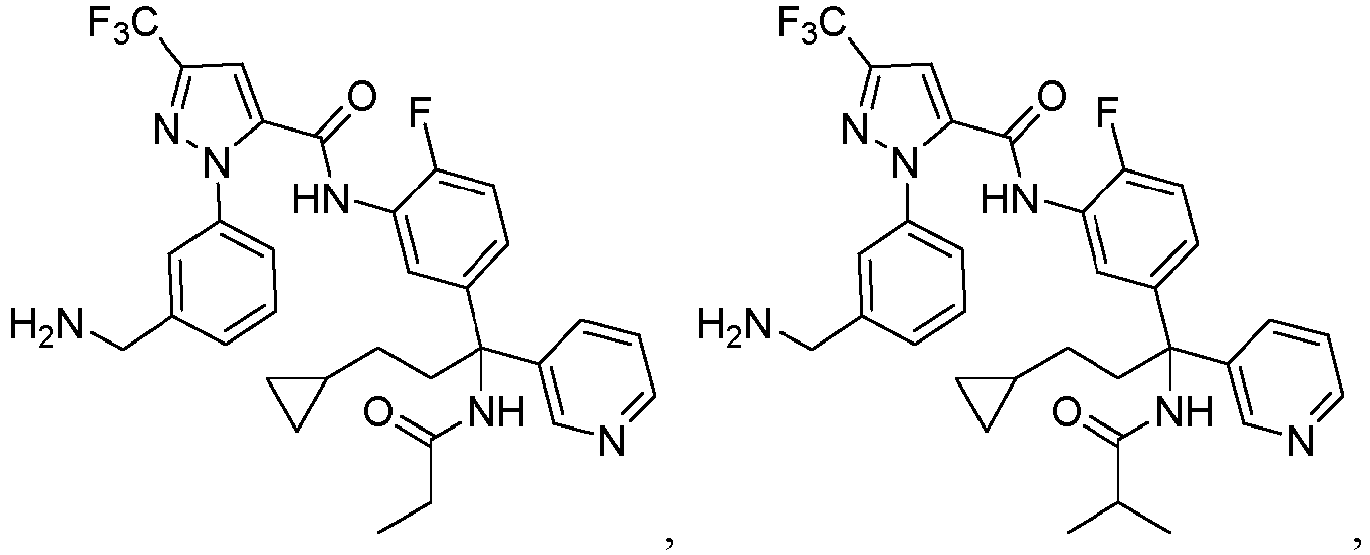 F₃C F₃C
O O
F F
N N
N N
HN HN
H₂N H₂N
O NH O NH
N N
, ,